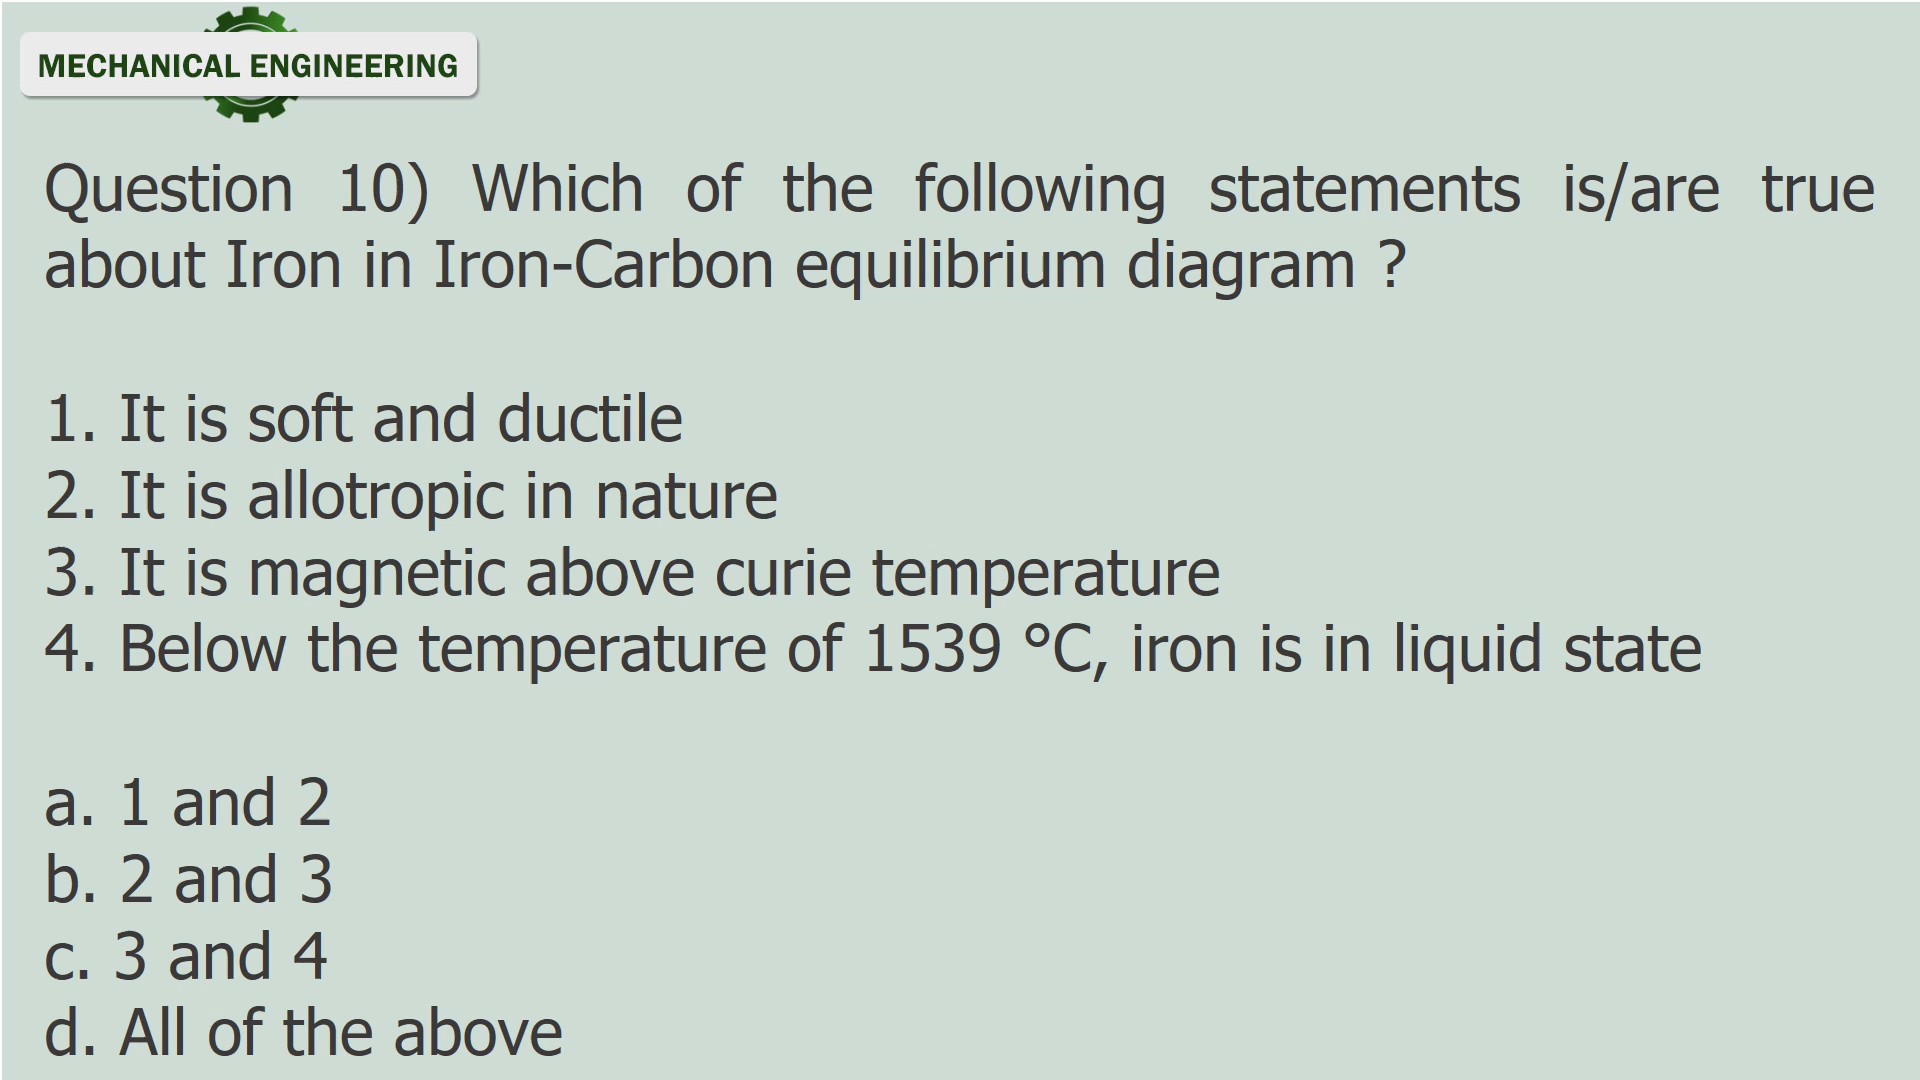 MECHANICAL ENGINEERING
Question 10) Which of the following statements is/are true
about Iron in Iron-Carbon equilibrium diagram ?
1. It is soft and ductile
2. It is allotropic in nature
3. It is magnetic above curie temperature
4. Below the temperature of 1539 °C, iron is in liquid state
a. 1 and 2
b. 2 and 3
c. 3 and 4
d. All of the above